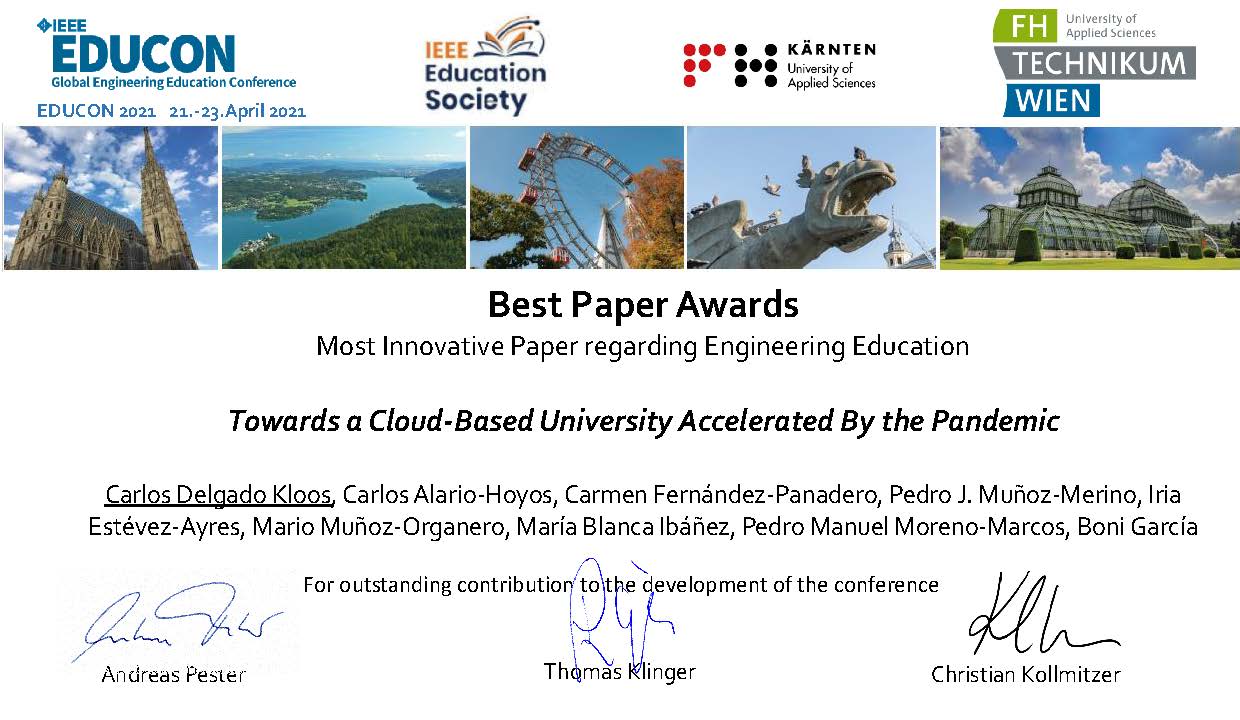 IEEE
EDUCON
Global Engineering Education Conference
EDUCON 2021 21.-23.April 2021
IEEE
Education
Society
FH KÄRNTEN
University of
Applied Sciences
FH University of
Applied Sciences
TECHNIKUM
WIEN
Best Paper Awards
Most Innovative Paper regarding Engineering Education
Towards a Cloud-Based University Accelerated By the Pandemic
Carlos Delgado Kloos, Carlos Alario-Hoyos, Carmen Fernández-Panadero, Pedro J. Muñoz-Merino, Iria
Estévez-Ayres, Mario Muñoz-Organero, María Blanca Ibáñez, Pedro Manuel Moreno-Marcos, Boni García
For outstanding contribution to the development of the conference
Andreas Pester
Thomas Klinger
Christian Kollmitzer